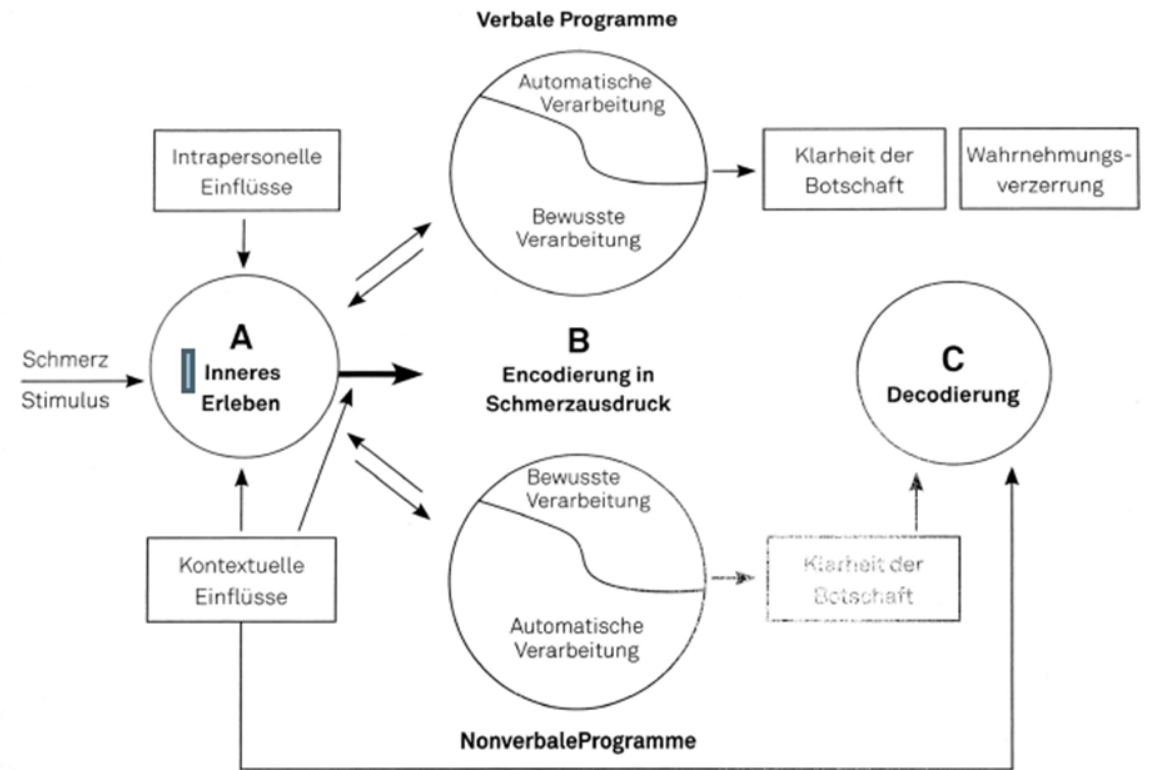 Verbale Programme
Automatische
Verarbeitung
Bewusste
Verarbeitung
Intrapersonelle
Einflüsse
Klarheit der
Botschaft
Wahrnehmungs-
verzerrung
Schmerz
Stimulus
A
Inneres
Erleben
B
Encodierung in
Schmerzausdruck
C
Decodierung
Kontextuelle
Einflüsse
Bewusste
Verarbeitung
Automatische
Verarbeitung
Klarheit der
Botschaft
NonverbaleProgramme